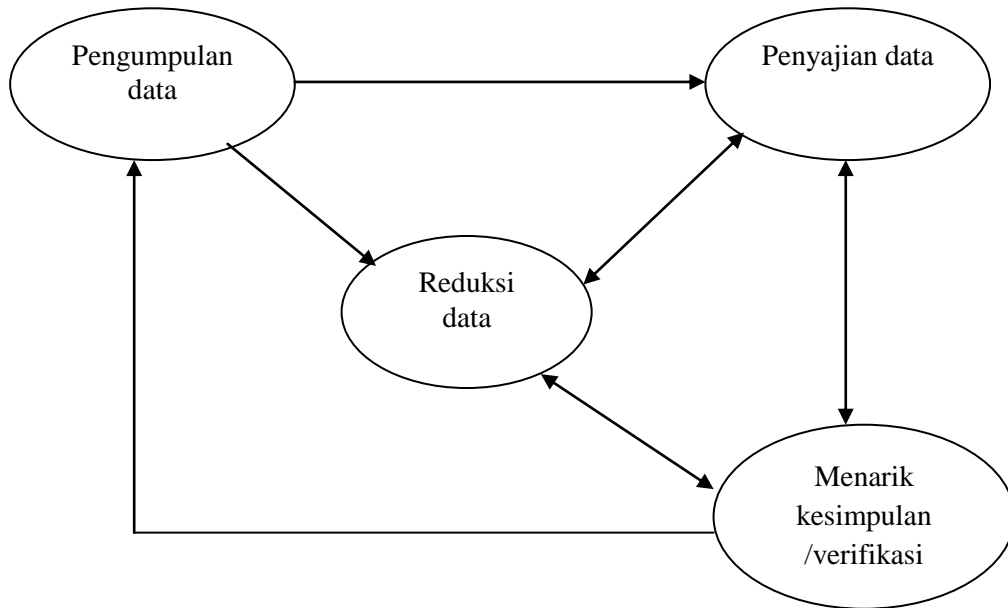 Pengumpulan
data
Penyajian data
Reduksi
data
Menarik
kesimpulan
/verifikasi